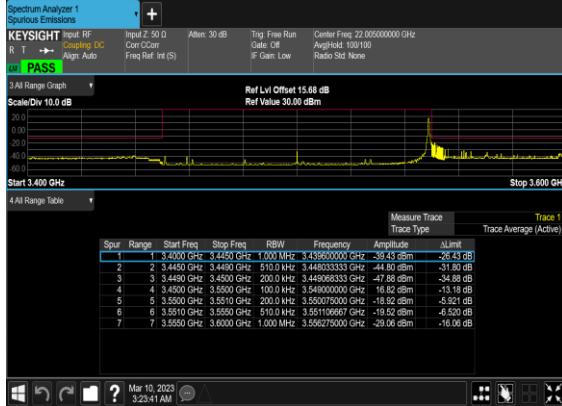 Spectrum Analyzer 1
Spurious Emissions
KEYSIGHT Input: RF Input Z: 50 Ω Atten: 30 dB Trig: Free Run Center Freq: 22.005000000 GHz
R T Coupling: DC Corr CCorr Gate: Off Avg|Hold: 100/100
Align: Auto Freq Ref: Int (S) IF Gain: Low Radio Std: None
PASS
3 All Range Graph
Ref Lvl Offset 15.68 dB
Scale/Div 10.0 dB Ref Value 30.00 dBm
20.0
0.00
-20.0
-40.0
-60.0
Start 3.400 GHz Stop 3.600 GH
4 All Range Table
Measure Trace Trace 1
Trace Type Trace Average (Active)
Spur Range Start Freq Stop Freq RBW Frequency Amplitude ΔLimit
1 1 3.4000 GHz 3.4450 GHz 1.000 MHz 3.439600000 GHz -39.43 dBm -26.43 dB
2 2 3.4450 GHz 3.4490 GHz 510.0 kHz 3.448033333 GHz -44.80 dBm -31.80 dB
3 3 3.4490 GHz 3.4500 GHz 200.0 kHz 3.449068333 GHz -47.88 dBm -34.88 dB
4 4 3.4500 GHz 3.5500 GHz 100.0 kHz 3.549000000 GHz 16.82 dBm -13.18 dB
5 5 3.5500 GHz 3.5510 GHz 200.0 kHz 3.550075000 GHz -18.92 dBm -5.921 dB
6 6 3.5510 GHz 3.5550 GHz 510.0 kHz 3.551106667 GHz -19.52 dBm -6.520 dB
7 7 3.5550 GHz 3.6000 GHz 1.000 MHz 3.556275000 GHz -29.06 dBm -16.06 dB
Mar 10, 2023
3:23:41 AM